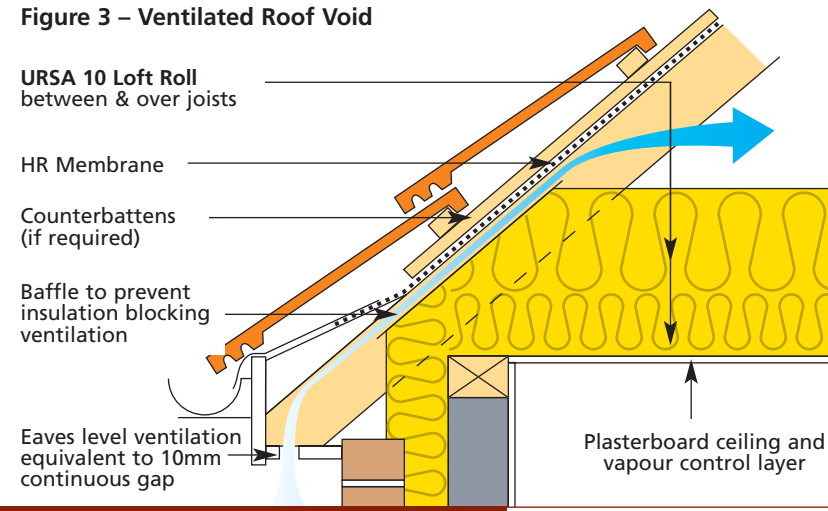 Figure 3 – Ventilated Roof Void
URSA 10 Loft Roll
between & over joists
HR Membrane
Counterbattens
(if required)
Baffle to prevent
insulation blocking
ventilation
Eaves level ventilation
equivalent to 10mm
continuous gap
Plasterboard ceiling and
vapour control layer